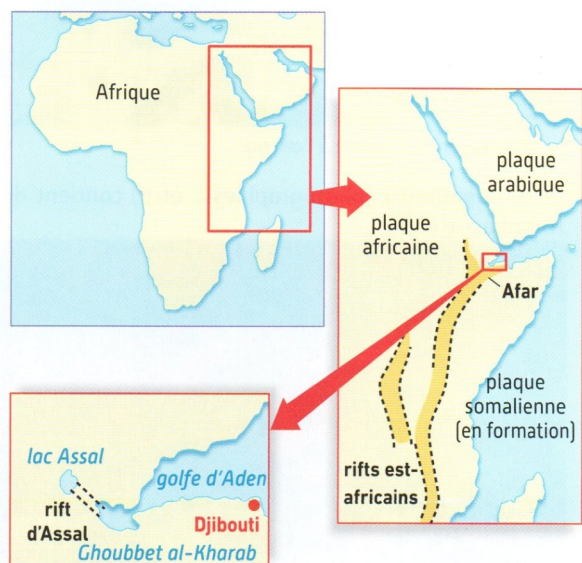 Afrique
plaque
arabique
plaque
africaine
Afar
plaque
somalienne
(en formation)
rifts est-
africains
lac Assal
golfe d'Aden
rift
d'Assal
Djibouti
Ghoubbet al-Kharab